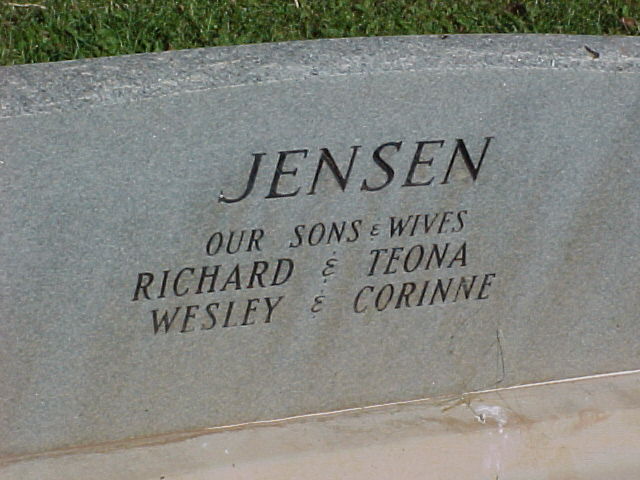 JENSEN
OUR SONS & WIVES
RICHARD & TEONA
WESLEY & CORINNE